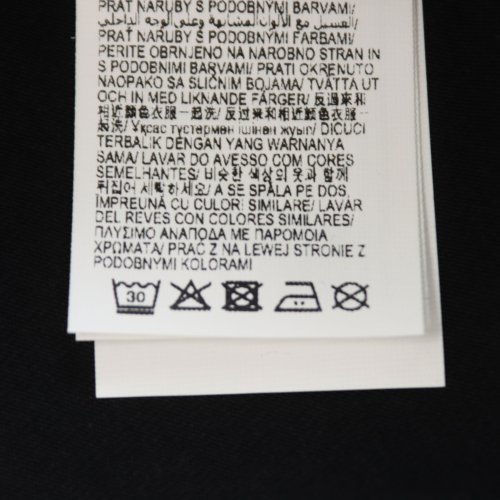 PRAŤ NARUBY S PODOBNÝMI BARVAMI/
الغسيل مع الألوان المشابهة وعلى الوجه الداخلي/
PRAŤ NARUBY S PODOBNÝMI FARBAMI/
PERITE OBRNJENO NA NAROBNO STRAN IN
S PODOBNIMI BARVAMI/ PRATI OKRENUTO
NAOPAKO SA SLIČNIM BOJAMA/ TVÄTTA UT
OCH IN MED LIKNANDE FÄRGER/ 反過來和
相近顏色衣服一起洗/ 反过来和相近颜色衣服一
起洗/ Ұқсас түстермен ішінен жуыг/ DICUCI
TERBALIK DENGAN YANG WARNANYA
SAMA/ LAVAR DO AVESSO COM CORES
SEMELHANTES/ 비슷한 색상의 옷과 함께
뒤집어 세탁하세요/ A SE SPĂLA PE DOS,
ÎMPREUNĂ CU CULORI SIMILARE/ LAVAR
DEL REVÉS CON COLORES SIMILARES/
ΠΛΥΣΙΜΟ ΑΝΑΠΟΔΑ ΜΕ ΠΑΡΟΜΟΙΑ
ΧΡΩΜΑΤΑ/ PRAĆ Z NA LEWEJ STRONIE Z
PODOBNYMI KOLORAMI
30